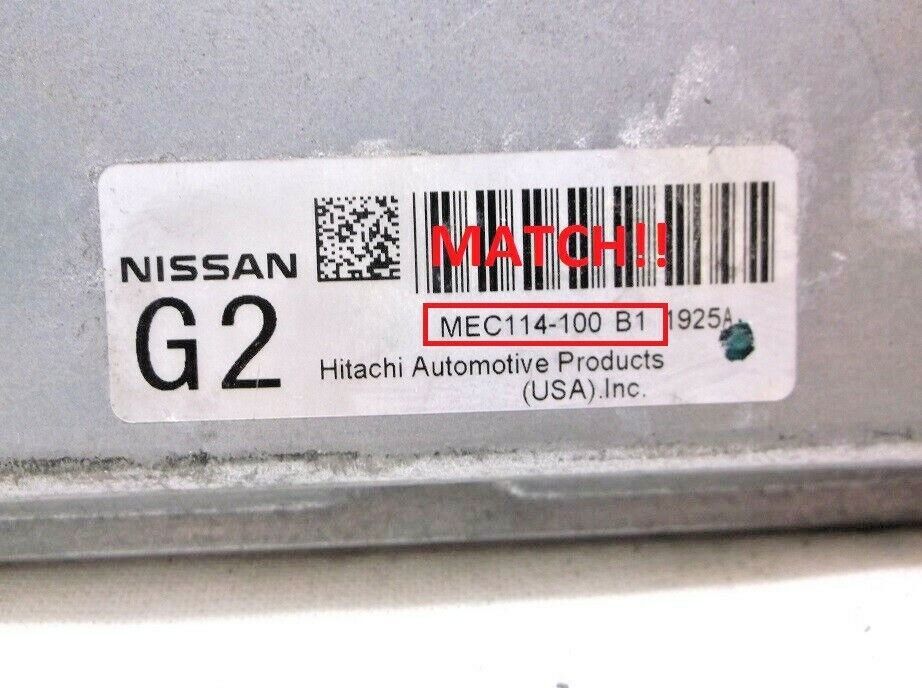 MATCH!!
NISSAN
G2
MEC114-100 B1 1925A
Hitachi Automotive Products
(USA).Inc.